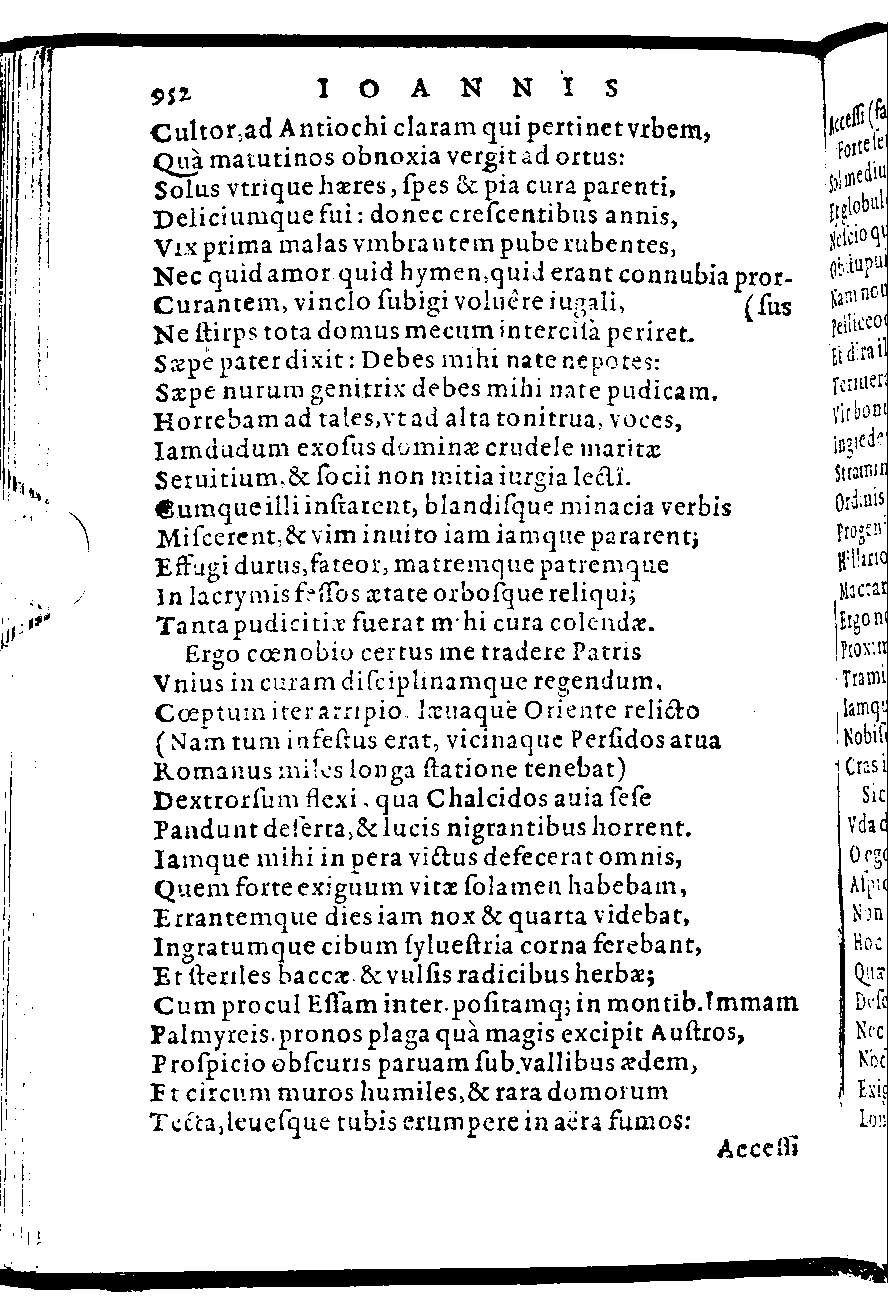 952 I O A N N I S
Cultor, ad Antiochi claram qui pertinet vrbem,
Quà matutinos obnoxia vergit ad ortus:
Solus vtrique hæres, ſpes & pia cura parenti,
Deliciumque fui: donec creſcentibus annis,
Vix prima malas vmbrantem pube rubentes,
Nec quid amor quid hymen, quid erant connubia pror-
Curantem, vinclo ſubigi voluêre iugali, (ſus
Ne ſtirps tota domus mecum interciſa periret.
Sæpe pater dixit: Debes mihi nate nepotes:
Sæpe nurum genitrix debes mihi nate pudicam.
Horrebam ad tales, vt ad alta tonitrua, voces,
Iamdudum exoſus dominæ crudele maritæ
Seruitium, & ſocii non mitia iurgia lecti.
Cumque illi inſtarent, blandiſque minacia verbis
Miſcerent, & vim inuito iam iamque pararent;
Effugi durus, fateor, matremque patremque
In lacrymis feſſos ætate orboſque reliqui;
Tanta pudicitiæ fuerat mihi cura colendæ.
Ergo cœnobio certus me tradere Patris
Vnius in curam diſciplinamque regendum.
Cœptum iter arripio. læuaque Oriente relicto
(Nam tum infeſtus erat, vicinaque Perſidos arua
Romanus miles longa ſtatione tenebat)
Dextrorſum flexi, qua Chalcidos auia ſeſe
Pandunt deſerta, & lucis nigrantibus horrent.
Iamque mihi in pera victus defecerat omnis,
Quem forte exiguum vitæ ſolamen habebam,
Errantemque dies iam nox & quarta videbat,
Ingratumque cibum ſylueſtria corna ferebant,
Et ſteriles baccæ. & vulſis radicibus herbæ;
Cum procul Eſſam inter. poſitamq; in montib. Immam
Palmyreis. pronos plaga quà magis excipit Auſtros,
Proſpicio obſcuris paruam ſub vallibus ædem,
Et circum muros humiles, & rara domorum
Tecta, leueſque tubis erumpere in aëra fumos:
Acceſſi